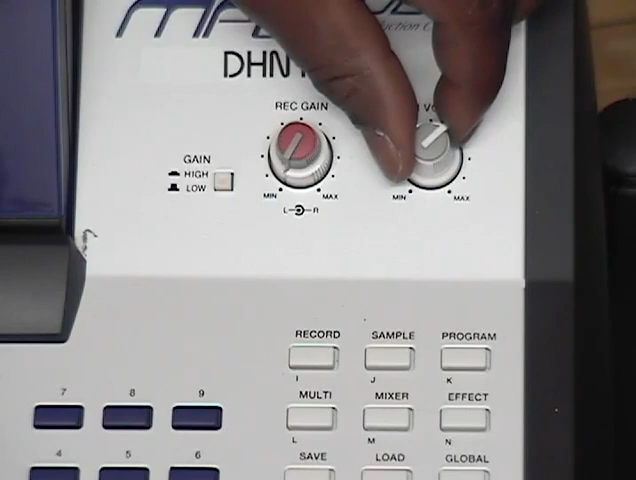 DHN
REC GAIN
GAIN
HIGH
LOW
MIN MAX
L R
MIN MAX
RECORD SAMPLE PROGRAM
I J K
MULTI MIXER EFFECT
L M N
SAVE LOAD GLOBAL
7 8 9
4 5 6